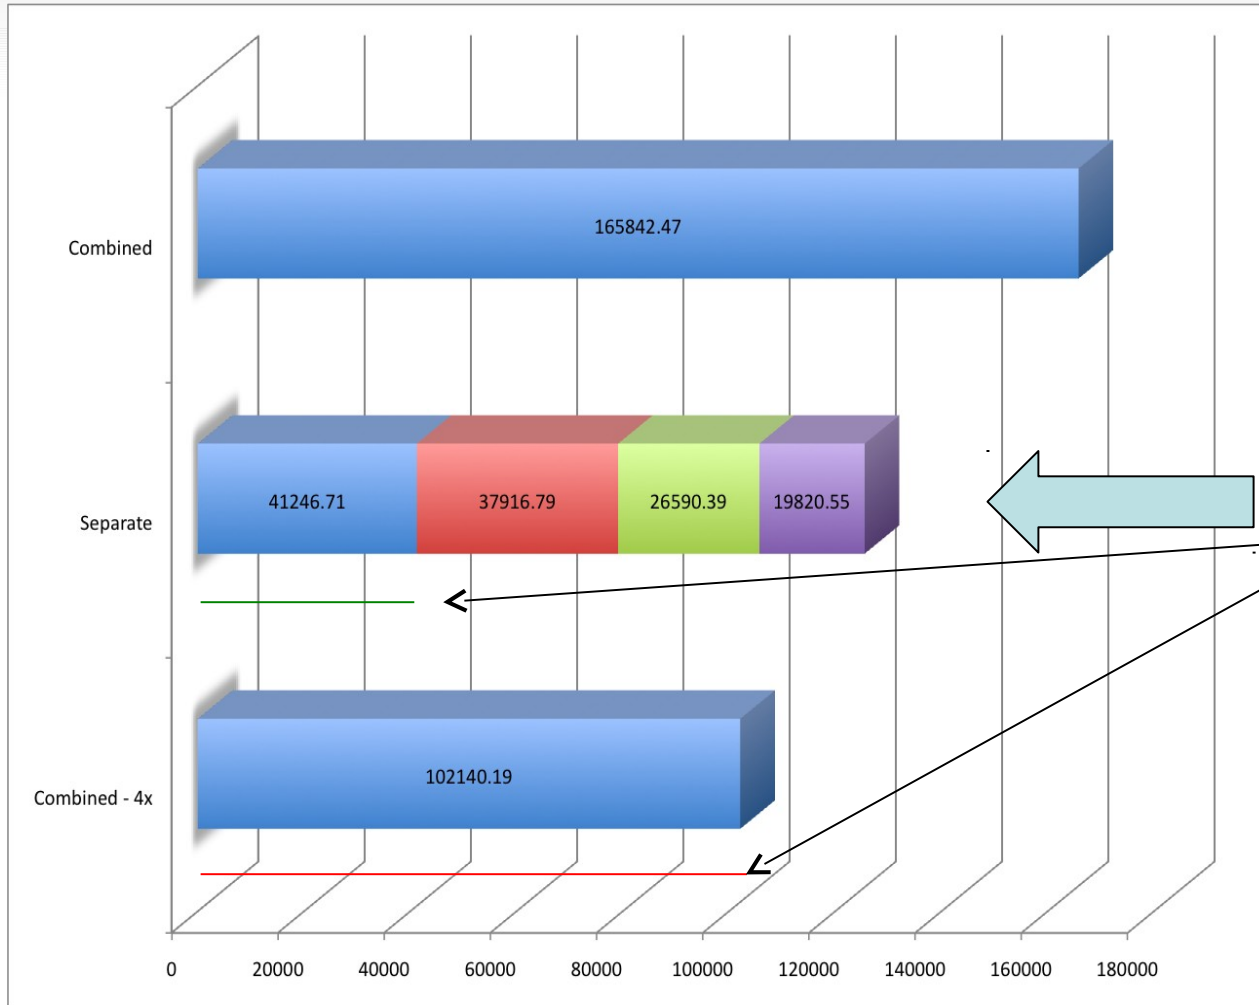 Combined
165842.47
Separate
41246.71 37916.79 26590.39 19820.55
Combined - 4x
102140.19
0 20000 40000 60000 80000 100000 120000 140000 160000 180000